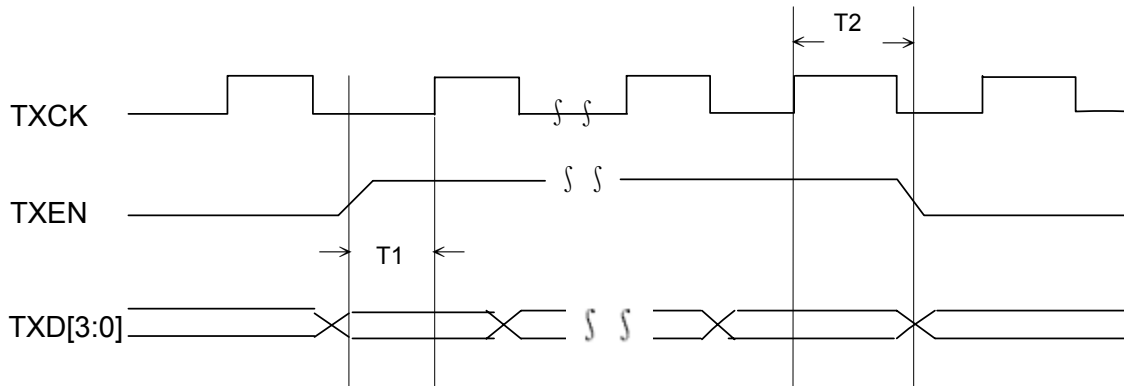 T2
TXCK
∫ ∫
∫ ∫
TXEN
T1
TXD[3:0]
∫ ∫